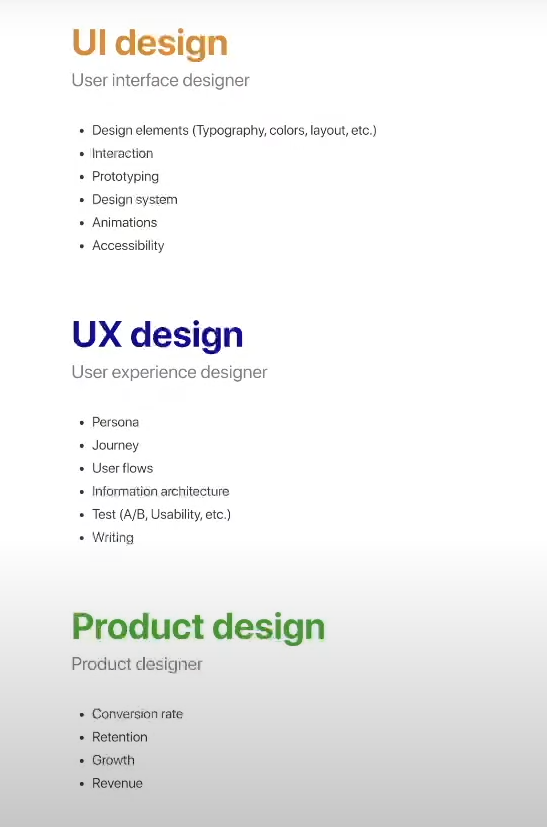 UI design
User interface designer
• Design elements (Typography, colors, layout, etc.)
• Interaction
• Prototyping
• Design system
• Animations
• Accessibility
UX design
User experience designer
• Persona
• Journey
• User flows
• Information architecture
• Test (A/B, Usability, etc.)
• Writing
Product design
Product designer
• Conversion rate
• Retention
• Growth
• Revenue